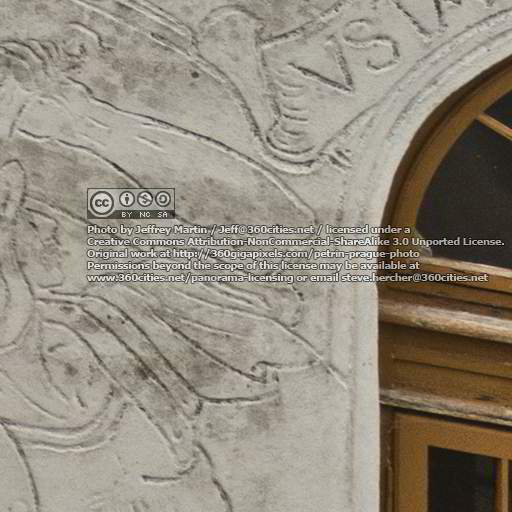 VSTA
BY NC SA
Photo by Jeffrey Martin / Jeff@360cities.net / licensed under a
Creative Commons Attribution-NonCommercial-ShareAlike 3.0 Unported License.
Original work at http://360gigapixels.com/petrin-prague-photo
Permissions beyond the scope of this license may be available at
www.360cities.net/panorama-licensing or email steve.hercher@360cities.net